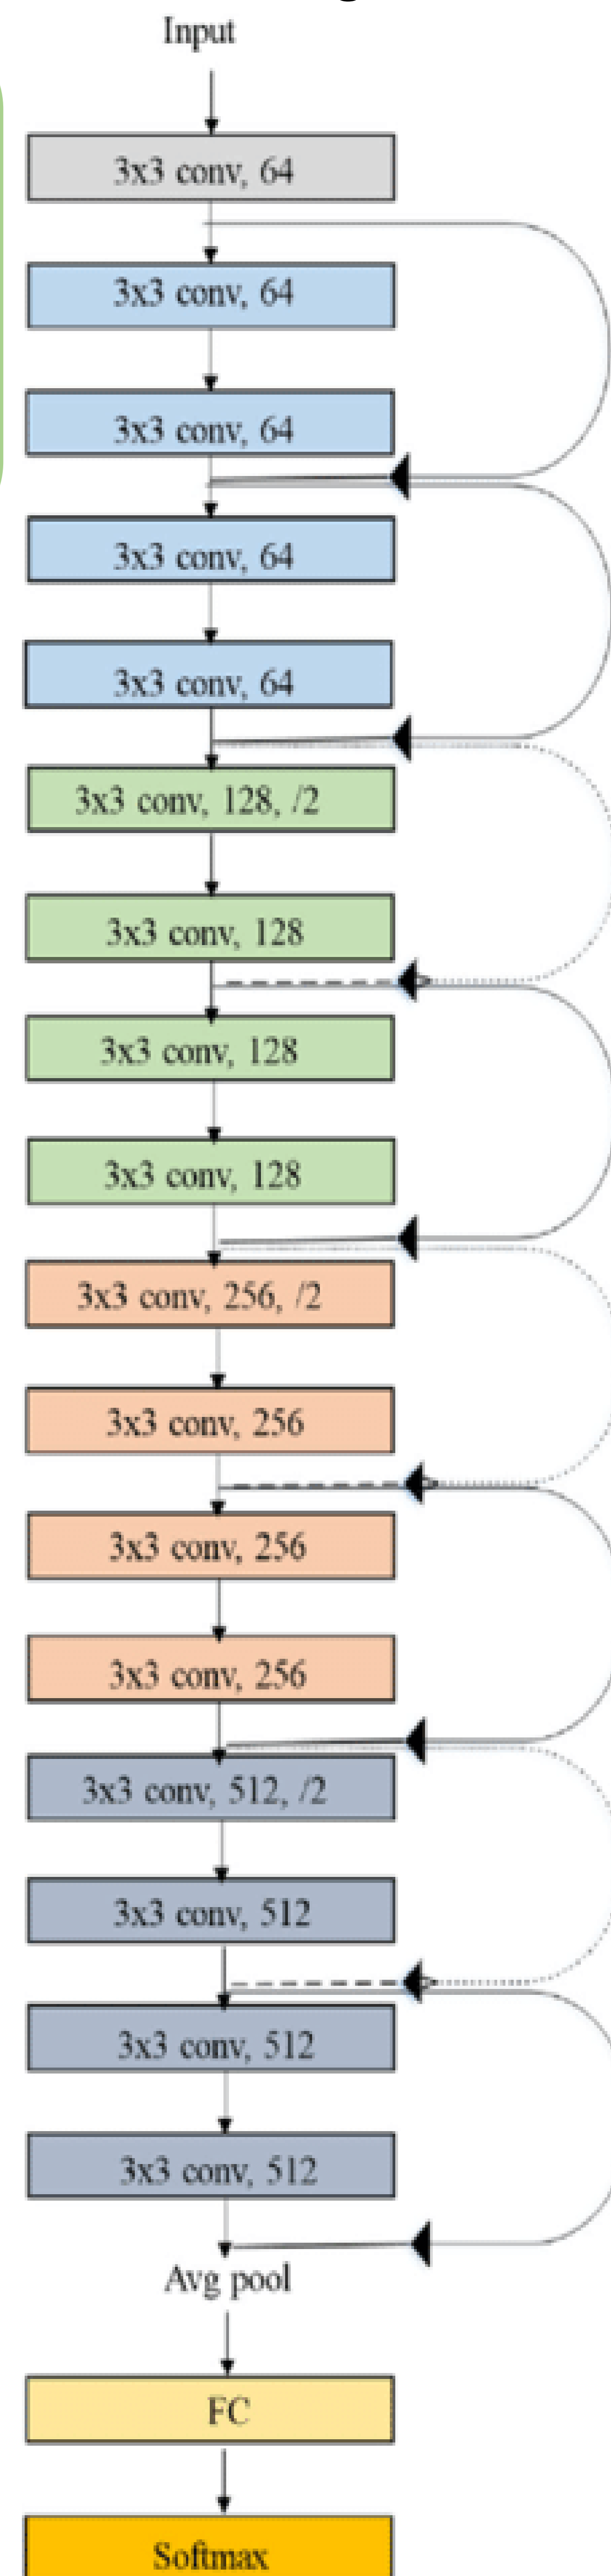 Input
3x3 conv, 64
3x3 conv, 64
3x3 conv, 64
3x3 conv, 64
3x3 conv, 64
3x3 conv, 128, /2
3x3 conv, 128
3x3 conv, 128
3x3 conv, 128
3x3 conv, 256, /2
3x3 conv, 256
3x3 conv, 256
3x3 conv, 256
3x3 conv, 512, /2
3x3 conv, 512
3x3 conv, 512
3x3 conv, 512
Avg pool
FC
Softmax